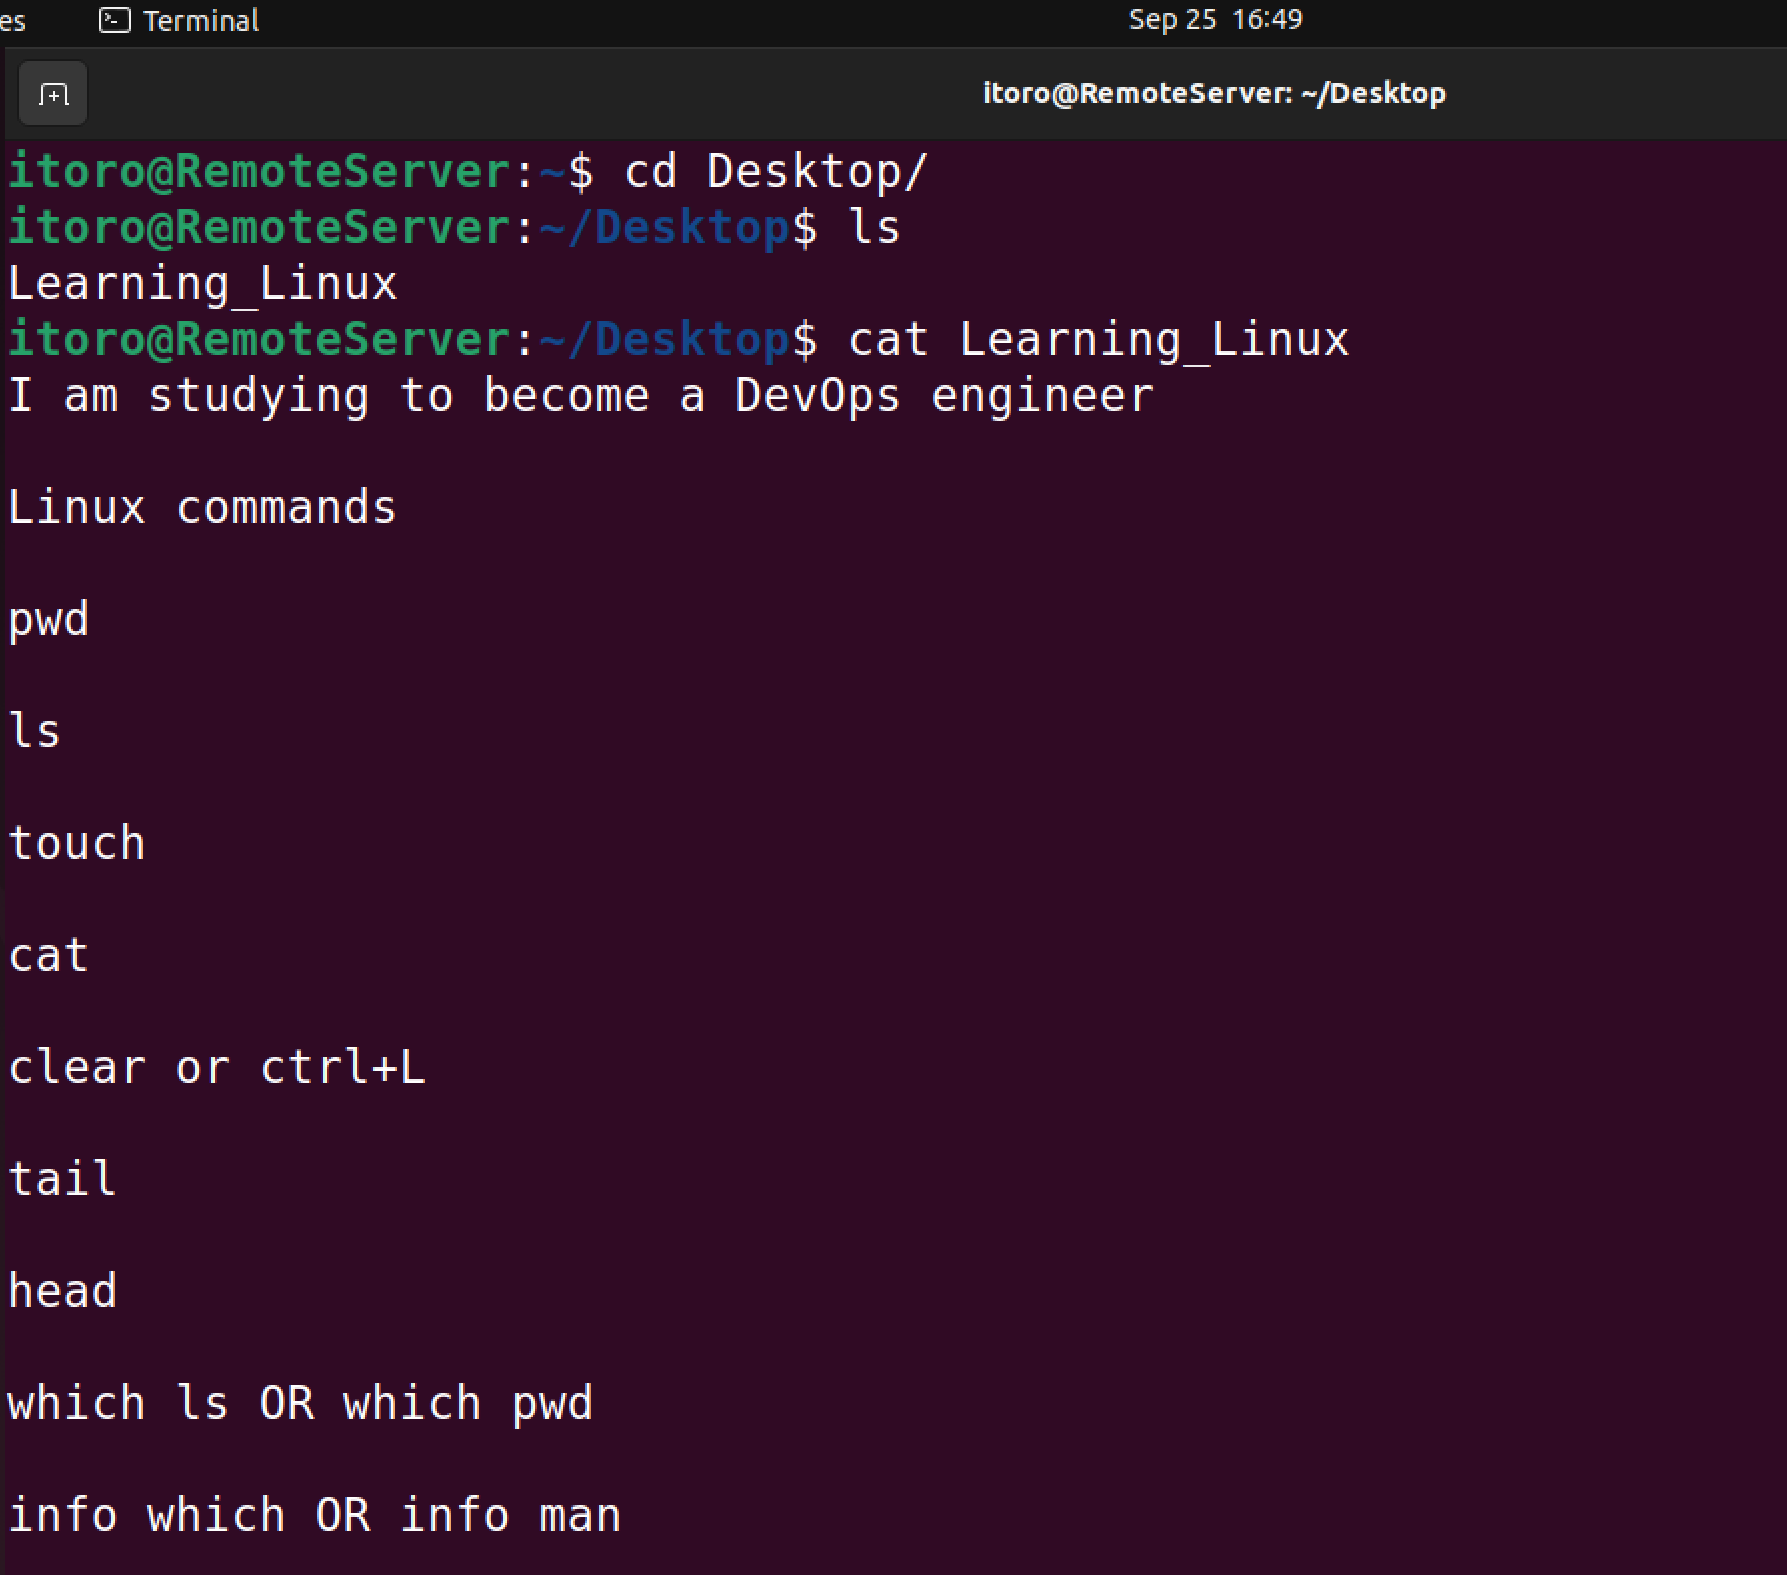 es Terminal Sep 25 16:49
itoro@RemoteServer: ~/Desktop
itoro@RemoteServer:~$ cd Desktop/
itoro@RemoteServer:~/Desktop$ ls
Learning_Linux
itoro@RemoteServer:~/Desktop$ cat Learning_Linux
I am studying to become a DevOps engineer
Linux commands
pwd
ls
touch
cat
clear or ctrl+L
tail
head
which ls OR which pwd
info which OR info man